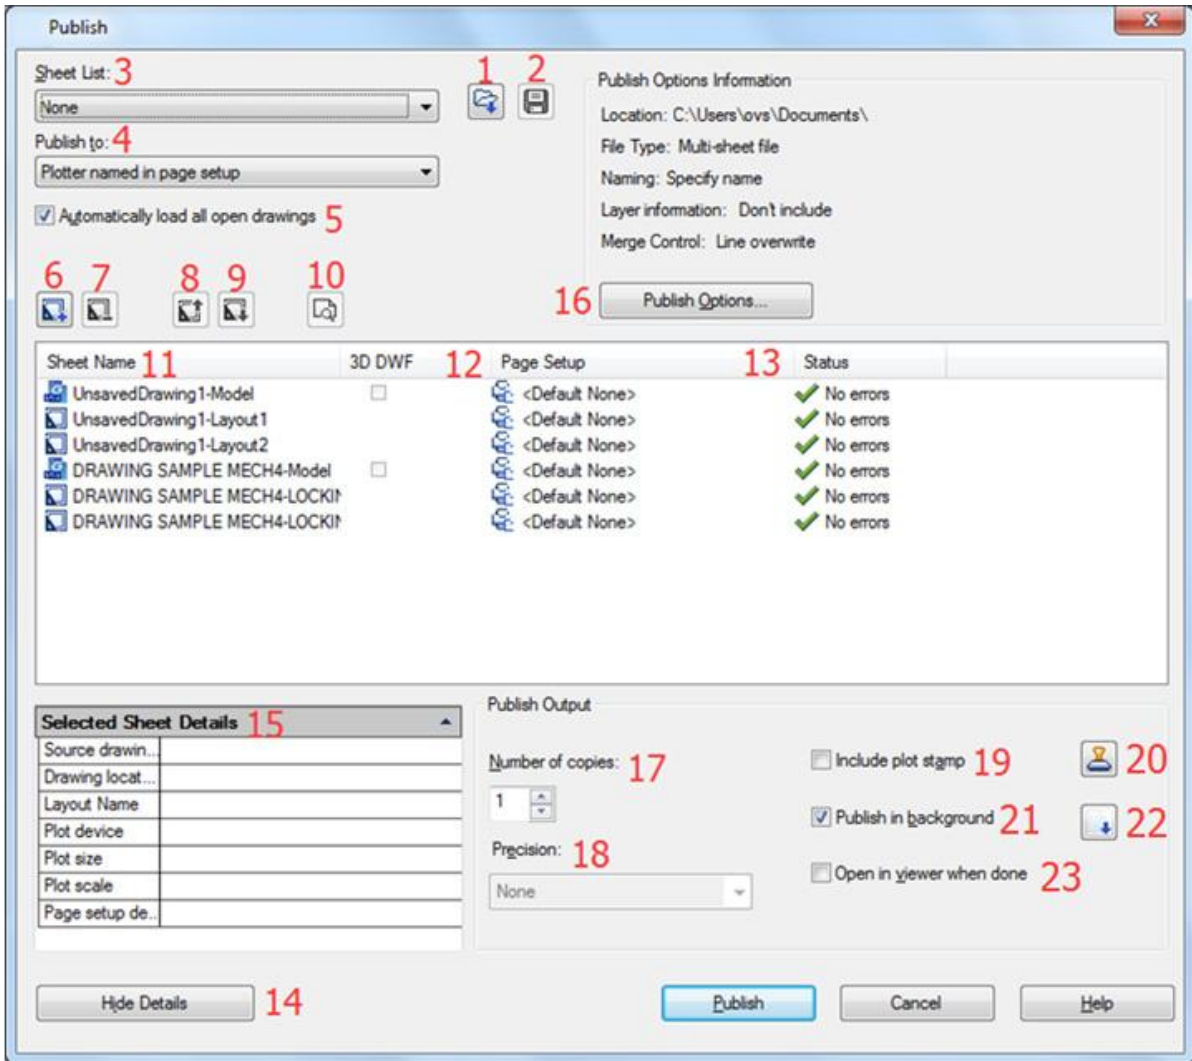 Publish
Sheet List: 3
None
1 2
Publish to: 4
Plotter named in page setup
Automatically load all open drawings 5
Publish Options Information
Location: C:\Users\ovs\Documents\
File Type: Multi-sheet file
Naming: Specify name
Layer information: Don't include
Merge Control: Line overwrite
16 Publish Options...
6 7 8 9 10
Sheet Name 11 3D DWF 12 Page Setup 13 Status
UnsavedDrawing1-Model <Default None> No errors
UnsavedDrawing1-Layout1 <Default None> No errors
UnsavedDrawing1-Layout2 <Default None> No errors
DRAWING SAMPLE MECH4-Model <Default None> No errors
DRAWING SAMPLE MECH4-LOCKIN <Default None> No errors
DRAWING SAMPLE MECH4-LOCKIN <Default None> No errors
Selected Sheet Details 15
Source drawin...
Drawing locat...
Layout Name
Plot device
Plot size
Plot scale
Page setup de...
Publish Output
Number of copies: 17
1
Precision: 18
None
Include plot stamp 19 20
Publish in background 21 22
Open in viewer when done 23
Hide Details 14
Publish Cancel Help